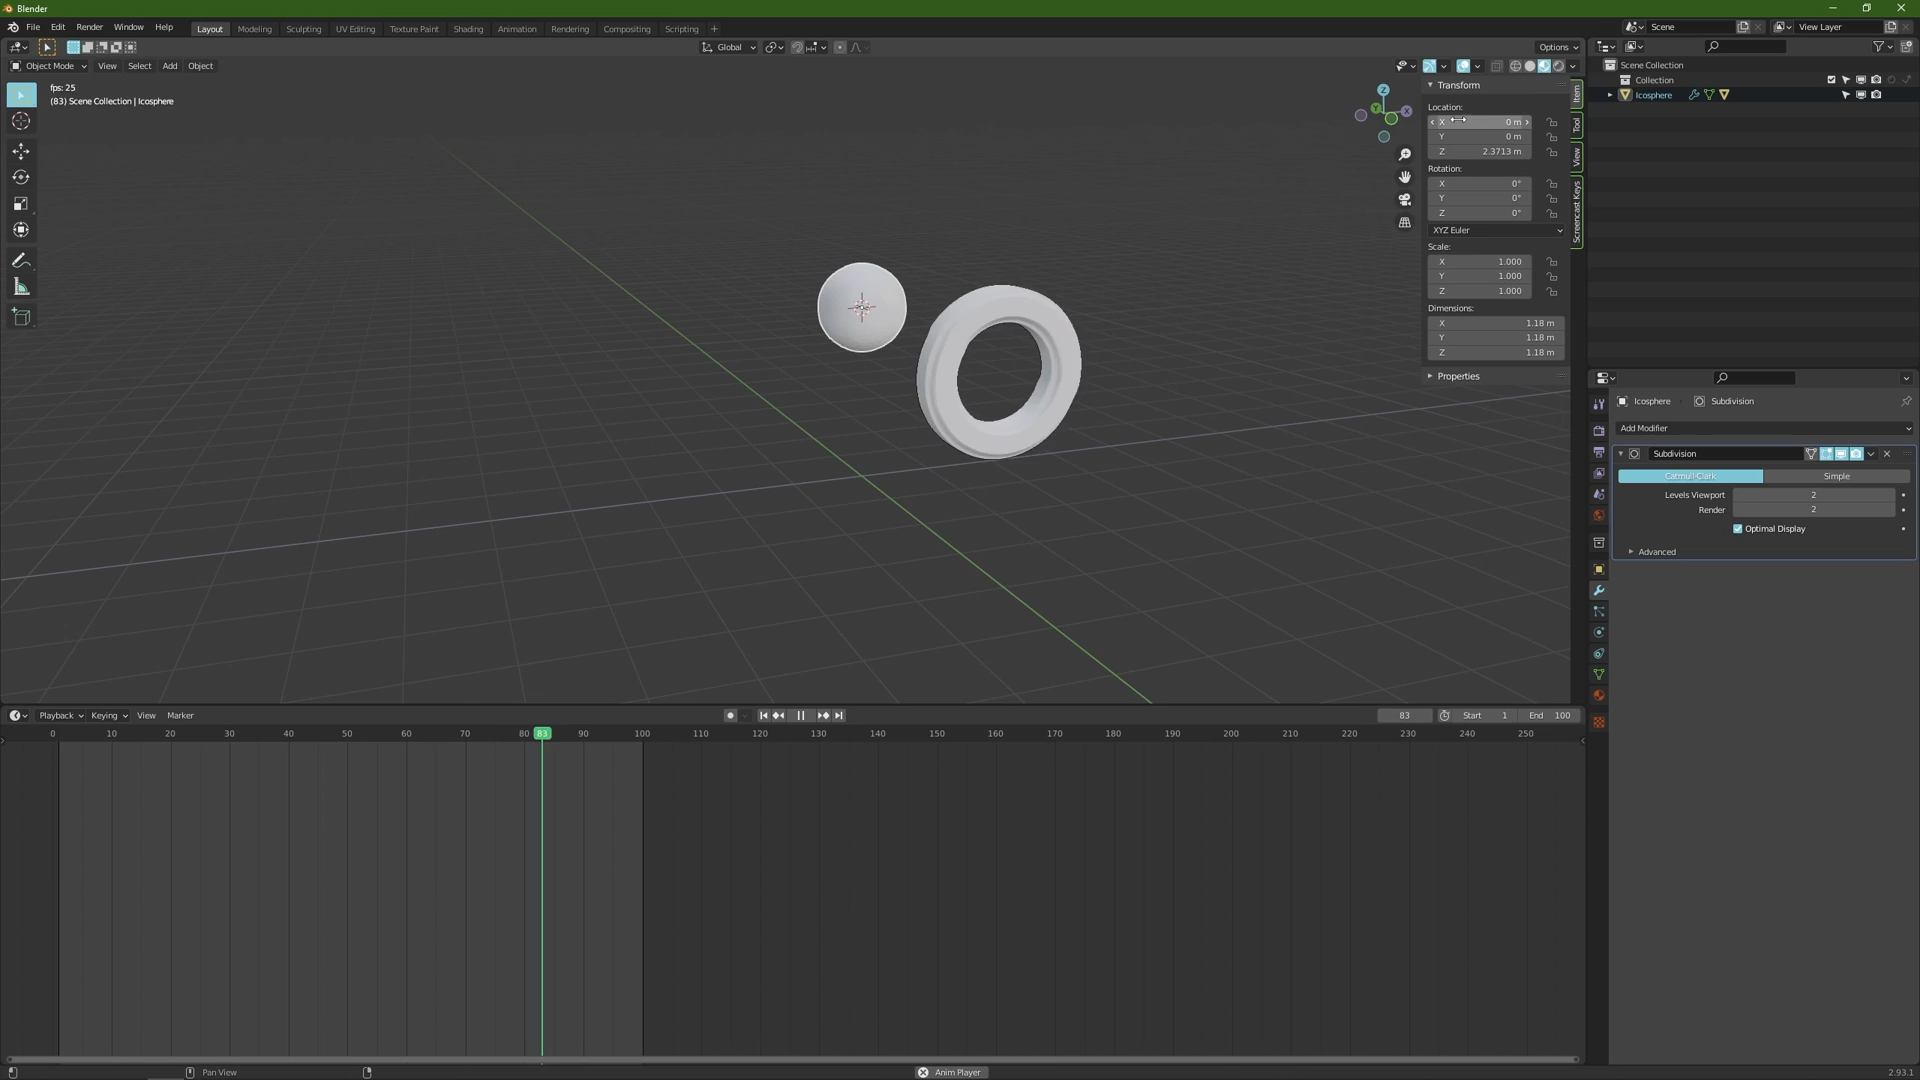 Blender
File Edit Render Window Help
Layout Modeling Sculpting UV Editing Texture Paint Shading Animation Rendering Compositing Scripting +
Scene
View Layer
Global
Options
Object Mode View Select Add Object
fps: 25
(83) Scene Collection | Icosphere
Z
X
Y
Transform
Location:
X 0 m
Y 0 m
Z 2.3713 m
Rotation:
X 0°
Y 0°
Z 0°
XYZ Euler
Scale:
X 1.000
Y 1.000
Z 1.000
Dimensions:
X 1.18 m
Y 1.18 m
Z 1.18 m
Properties
Item
Tool
View
Screencast Keys
Scene Collection
Collection
Icosphere
Icosphere Subdivision
Add Modifier
Subdivision
Catmull-Clark Simple
Levels Viewport 2
Render 2
Optimal Display
Advanced
Playback Keying View Marker
83 Start 1 End 100
0 10 20 30 40 50 60 70 80 83 90 100 110 120 130 140 150 160 170 180 190 200 210 220 230 240 250
Pan View
Anim Player
2.93.1